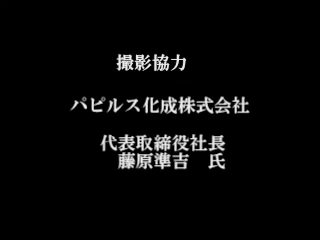 撮影協力
パピルス化成株式会社
代表取締役社長
藤原準吉　氏